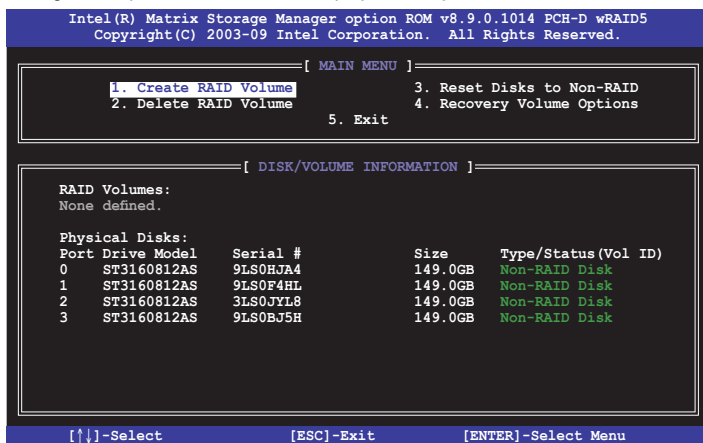 Intel(R) Matrix Storage Manager option ROM v8.9.0.1014 PCH-D wRAID5
Copyright(C) 2003-09 Intel Corporation. All Rights Reserved.
[ MAIN MENU ]
1. Create RAID Volume 3. Reset Disks to Non-RAID
2. Delete RAID Volume 4. Recovery Volume Options
5. Exit
[ DISK/VOLUME INFORMATION ]
RAID Volumes:
None defined.
Physical Disks:
Port Drive Model Serial # Size Type/Status(Vol ID)
0 ST3160812AS 9LS0HJA4 149.0GB Non-RAID Disk
1 ST3160812AS 9LS0F4HL 149.0GB Non-RAID Disk
2 ST3160812AS 3LS0JYL8 149.0GB Non-RAID Disk
3 ST3160812AS 9LS0BJ5H 149.0GB Non-RAID Disk
[↑↓]-Select [ESC]-Exit [ENTER]-Select Menu